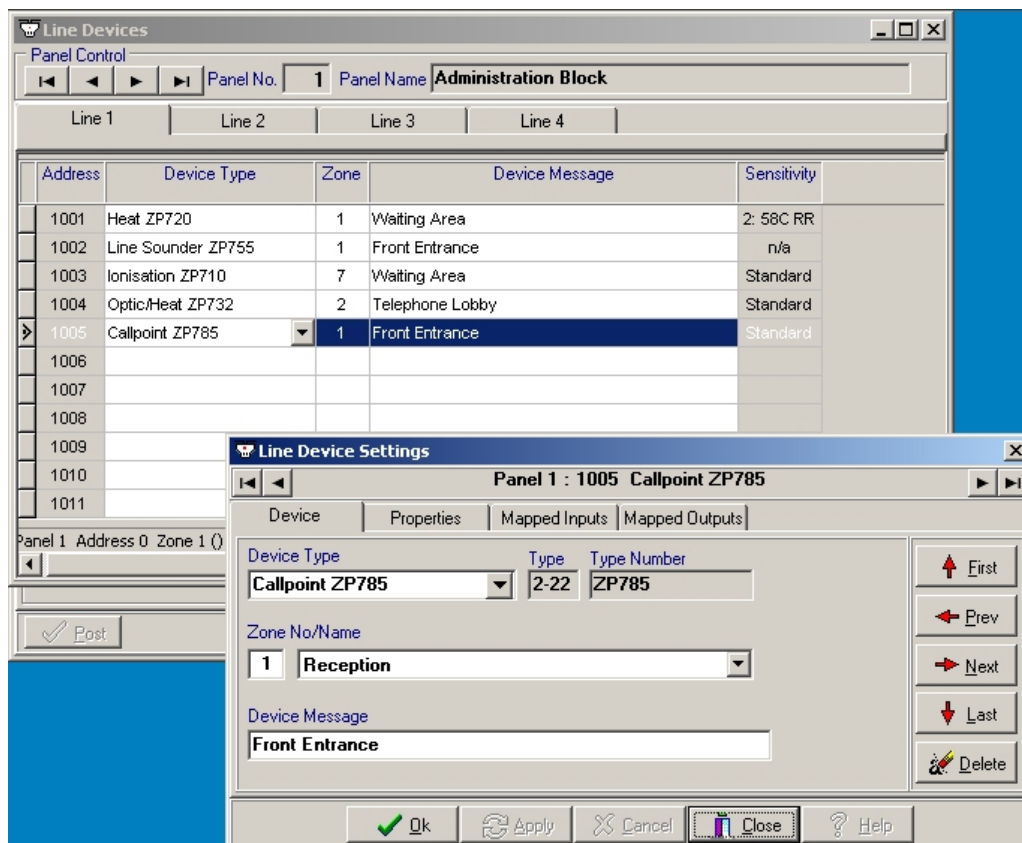 Line Devices
Panel Control
Panel No. 1 Panel Name Administration Block
Line 1 Line 2 Line 3 Line 4
Address Device Type Zone Device Message Sensitivity
1001 Heat ZP720 1 Waiting Area 2: 58C RR
1002 Line Sounder ZP755 1 Front Entrance n/a
1003 Ionisation ZP710 7 Waiting Area Standard
1004 Optic/Heat ZP732 2 Telephone Lobby Standard
1005 Callpoint ZP785 1 Front Entrance Standard
1006
1007
1008
1009
1010
1011
Panel 1 Address 0 Zone 1 ()
Post
Line Device Settings
Panel 1 : 1005 Callpoint ZP785
Device Properties Mapped Inputs Mapped Outputs
Device Type Type Type Number
Callpoint ZP785 2-22 ZP785
Zone No/Name
1 Reception
Device Message
Front Entrance
First
Prev
Next
Last
Delete
Ok Apply Cancel Close Help